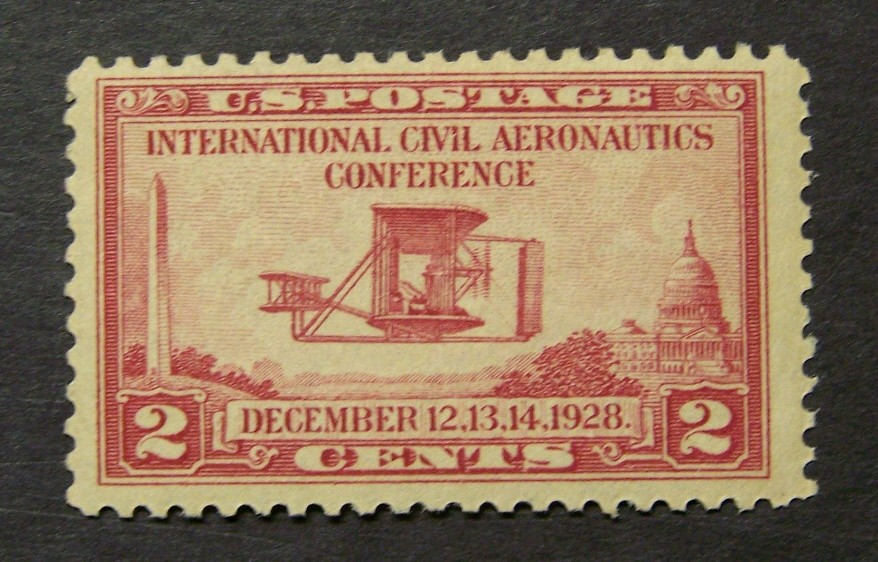 U.S. POSTAGE
INTERNATIONAL CIVIL AERONAUTICS
CONFERENCE
2 DECEMBER 12,13,14,1928. 2
CENTS